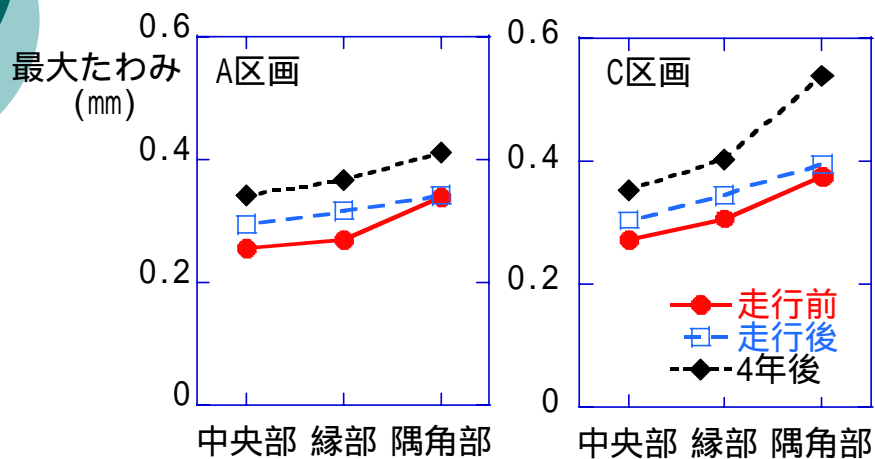 最大たわみ
(mm)
0.6
0.4
0.2
0
A区画
中央部 縁部 隅角部
0.6
0.4
0.2
0
C区画
走行前
走行後
4年後
中央部 縁部 隅角部